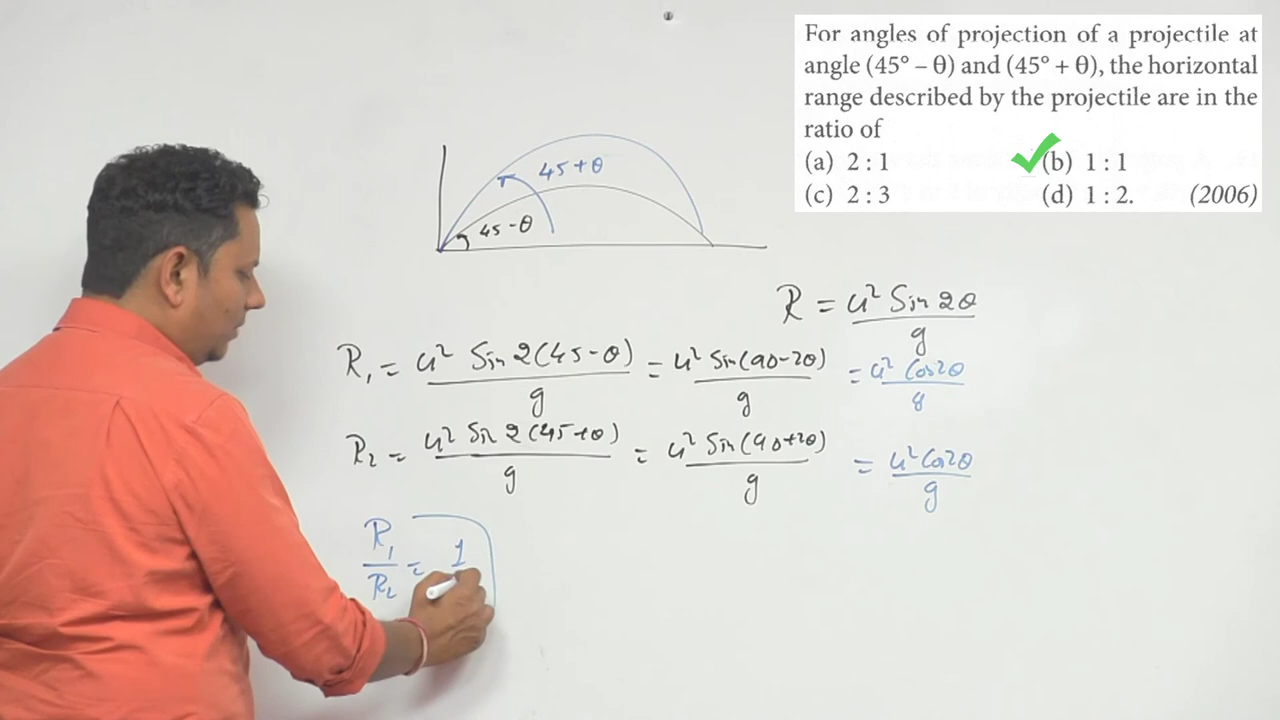 For angles of projection of a projectile at
angle (45° – θ) and (45° + θ), the horizontal
range described by the projectile are in the
ratio of
(a) 2 : 1 (b) 1 : 1
(c) 2 : 3 (d) 1 : 2. (2006)
45+θ
45-θ
R = u² Sin 2θ / g
R₁ = u² Sin 2(45-θ) / g = u² Sin(90-2θ) / g = u² Cos2θ / g
R₂ = u² Sin 2(45+θ) / g = u² Sin(90+2θ) / g = u² Cos2θ / g
R₁ / R₂ = 1